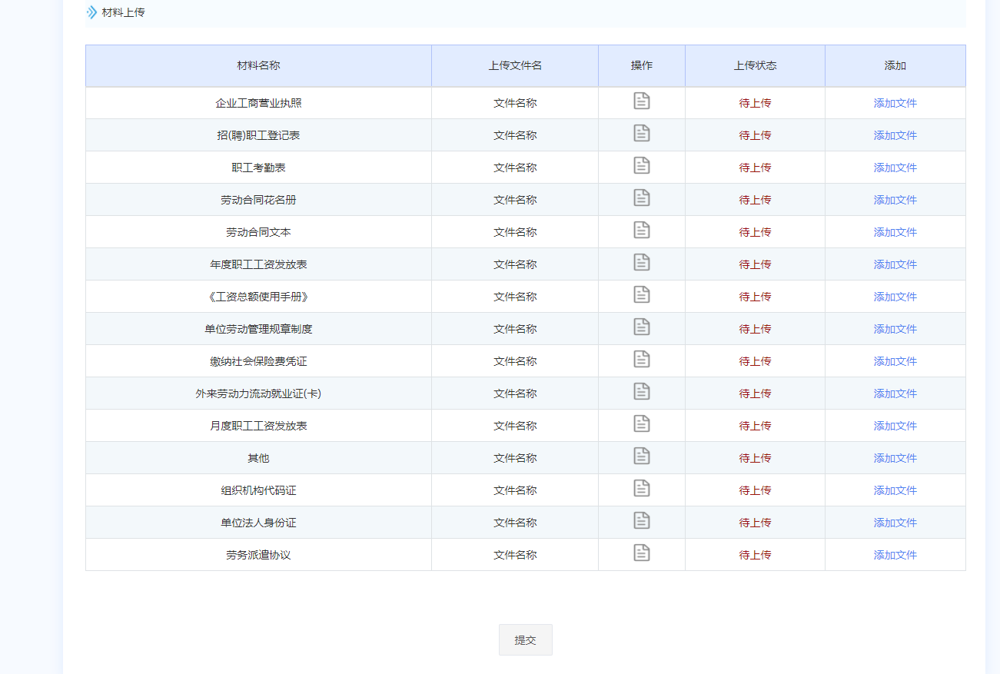 材料上传
材料名称 上传文件名 操作 上传状态 添加
企业工商营业执照 文件名称 待上传 添加文件
招(聘)职工登记表 文件名称 待上传 添加文件
职工考勤表 文件名称 待上传 添加文件
劳动合同花名册 文件名称 待上传 添加文件
劳动合同文本 文件名称 待上传 添加文件
年度职工工资发放表 文件名称 待上传 添加文件
《工资总额使用手册》 文件名称 待上传 添加文件
单位劳动管理规章制度 文件名称 待上传 添加文件
缴纳社会保险费凭证 文件名称 待上传 添加文件
外来劳动力流动就业证(卡) 文件名称 待上传 添加文件
月度职工工资发放表 文件名称 待上传 添加文件
其他 文件名称 待上传 添加文件
组织机构代码证 文件名称 待上传 添加文件
单位法人身份证 文件名称 待上传 添加文件
劳务派遣协议 文件名称 待上传 添加文件
提交